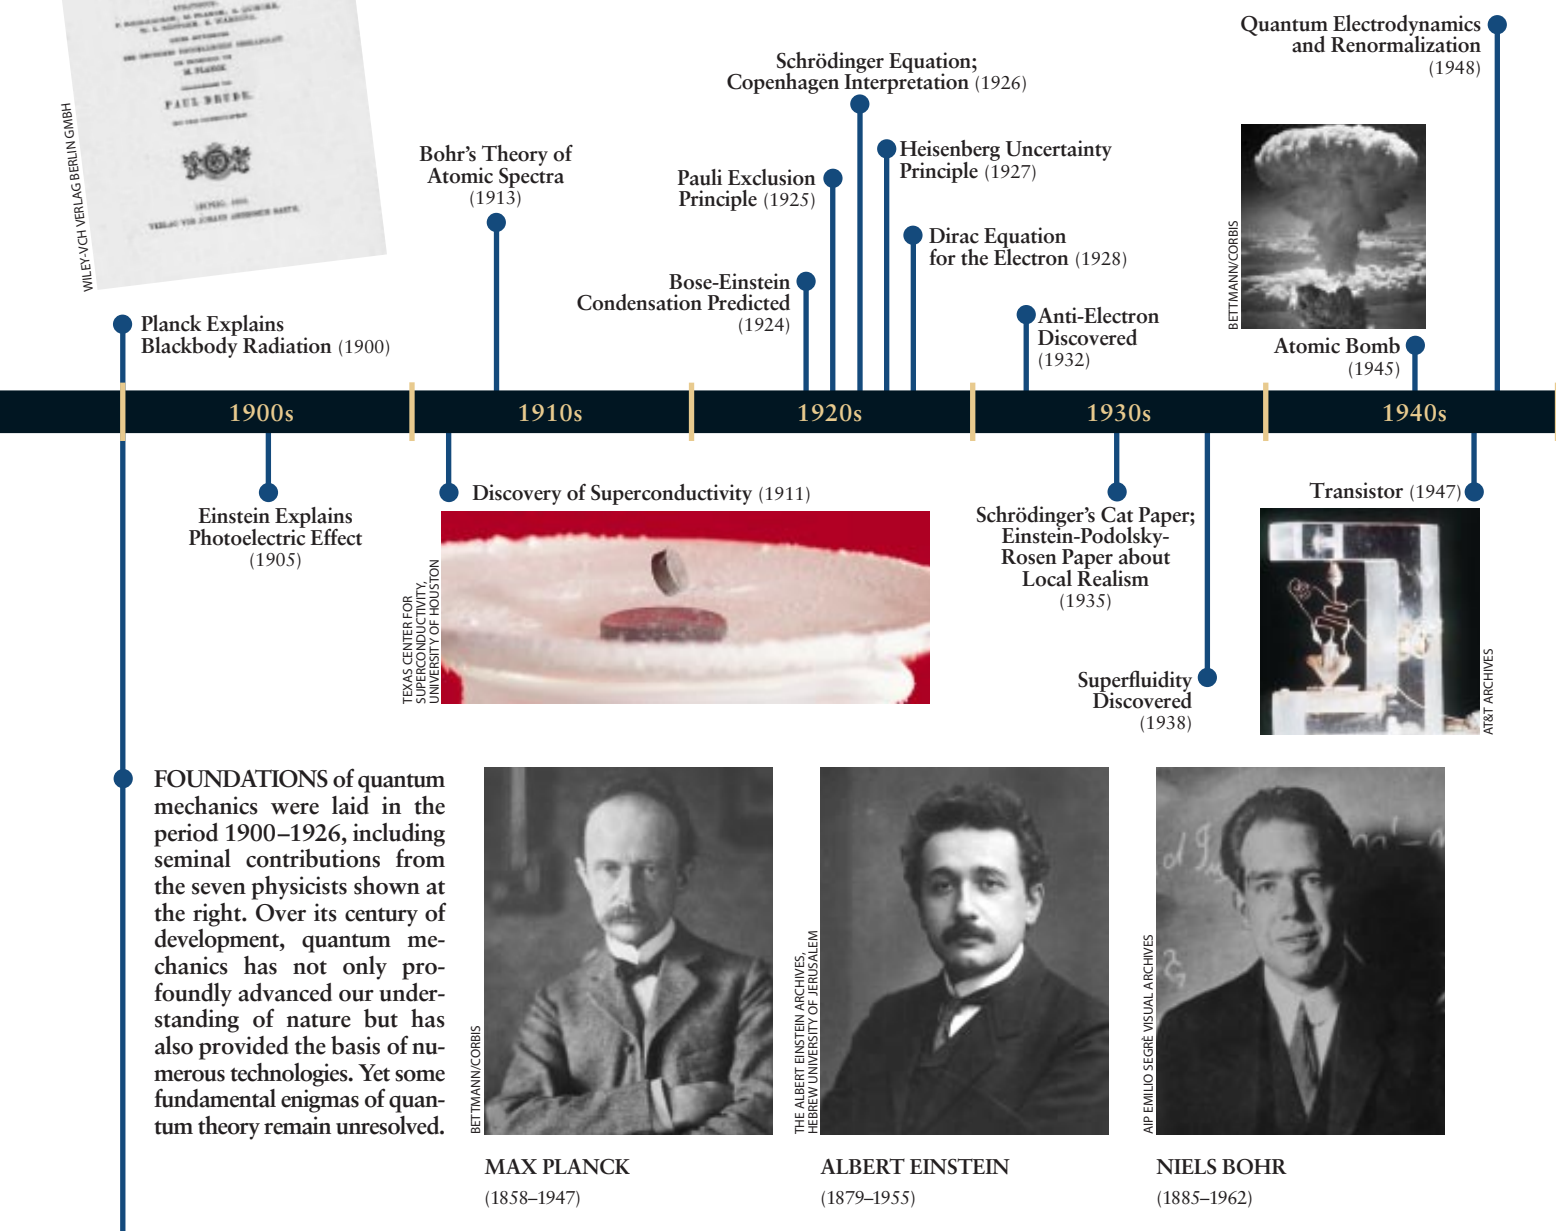 M. PLANCK
PAUL DRUDE.
WILEY-VCH VERLAG BERLIN GMBH
Quantum Electrodynamics
and Renormalization
(1948)
Schrödinger Equation;
Copenhagen Interpretation (1926)
Bohr’s Theory of
Atomic Spectra
(1913)
Heisenberg Uncertainty
Principle (1927)
Pauli Exclusion
Principle (1925)
Dirac Equation
for the Electron (1928)
Bose-Einstein
Condensation Predicted
(1924)
BETTMANN/CORBIS
Planck Explains
Blackbody Radiation (1900)
Anti-Electron
Discovered
(1932)
Atomic Bomb
(1945)
1900s
1910s
1920s
1930s
1940s
Einstein Explains
Photoelectric Effect
(1905)
Discovery of Superconductivity (1911)
TEXAS CENTER FOR
SUPERCONDUCTIVITY,
UNIVERSITY OF HOUSTON
Schrödinger’s Cat Paper;
Einstein-Podolsky-
Rosen Paper about
Local Realism
(1935)
Superfluidity
Discovered
(1938)
Transistor (1947)
AT&T ARCHIVES
FOUNDATIONS of quantum
mechanics were laid in the
period 1900–1926, including
seminal contributions from
the seven physicists shown at
the right. Over its century of
development, quantum me-
chanics has not only pro-
foundly advanced our under-
standing of nature but has
also provided the basis of nu-
merous technologies. Yet some
fundamental enigmas of quan-
tum theory remain unresolved.
BETTMANN/CORBIS
MAX PLANCK
(1858–1947)
THE ALBERT EINSTEIN ARCHIVES,
HEBREW UNIVERSITY OF JERUSALEM
ALBERT EINSTEIN
(1879–1955)
AIP EMILIO SEGRÈ VISUAL ARCHIVES
NIELS BOHR
(1885–1962)